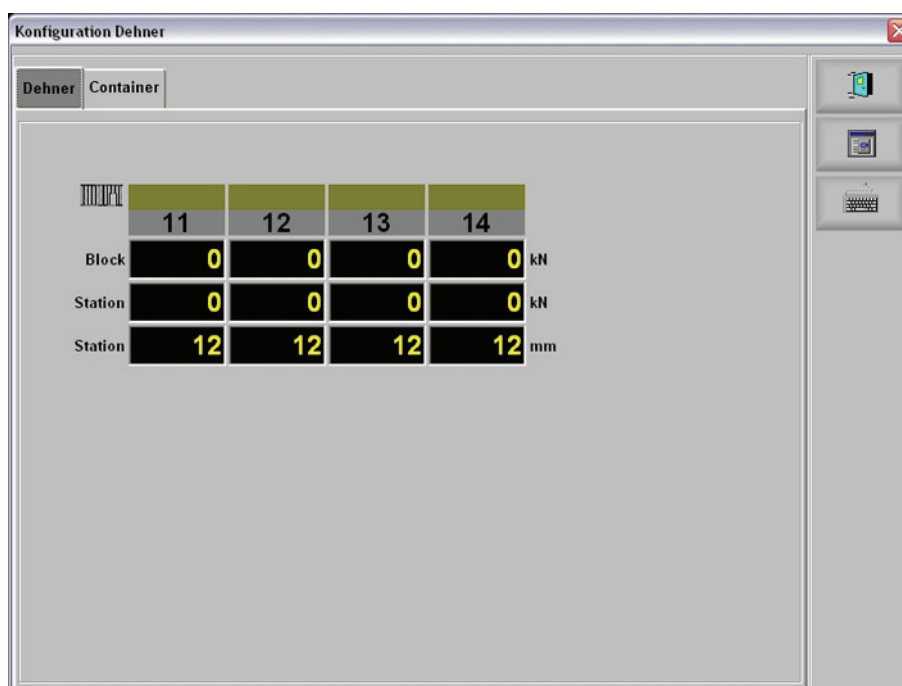 Konfiguration Dehner
Dehner Container
11 12 13 14
Block 0 0 0 0 kN
Station 0 0 0 0 kN
Station 12 12 12 12 mm